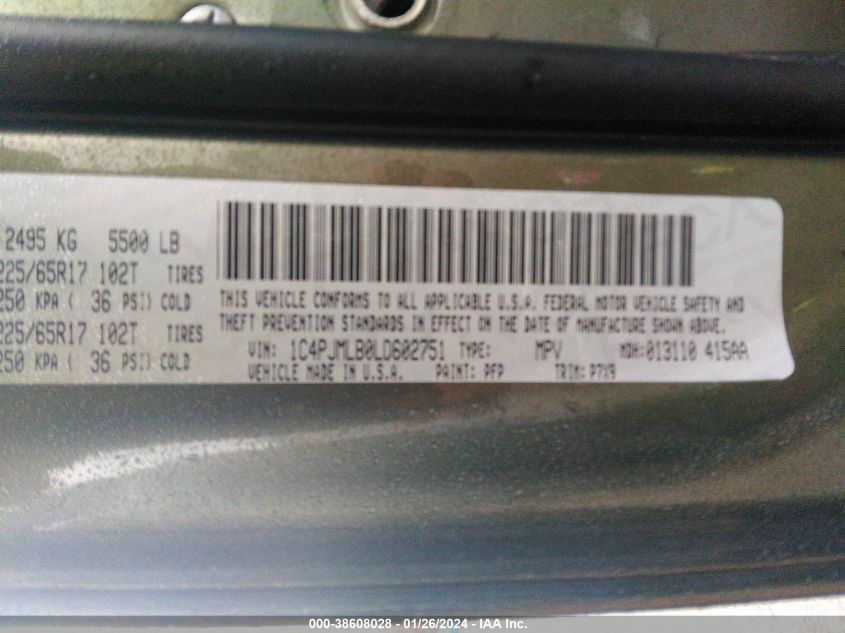 2495 KG 5500 LB
225/65R17 102T TIRES
250 KPA ( 36 PSI) COLD
225/65R17 102T TIRES
250 KPA ( 36 PSI) COLD
THIS VEHICLE CONFORMS TO ALL APPLICABLE U.S.A. FEDERAL MOTOR VEHICLE SAFETY AND
THEFT PREVENTION STANDARDS IN EFFECT ON THE DATE OF MANUFACTURE SHOWN ABOVE.
VIN: 1C4PJMLB0LD602751 TYPE: MPV MDH:013110 415AA
VEHICLE MADE IN U.S.A. PAINT: PFP TRIM: P7X9
000-38608028 - 01/26/2024 - IAA Inc.